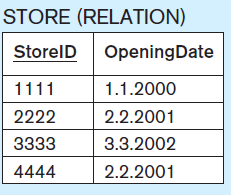 STORE (RELATION)
StoreID OpeningDate
1111 1.1.2000
2222 2.2.2001
3333 3.3.2002
4444 2.2.2001